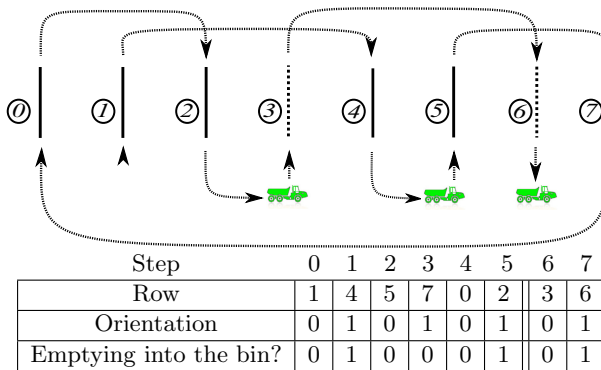 0 1 2 3 4 5 6 7
Step 0 1 2 3 4 5 6 7
Row 1 4 5 7 0 2 3 6
Orientation 0 1 0 1 0 1 0 1
Emptying into the bin? 0 1 0 0 0 1 0 1